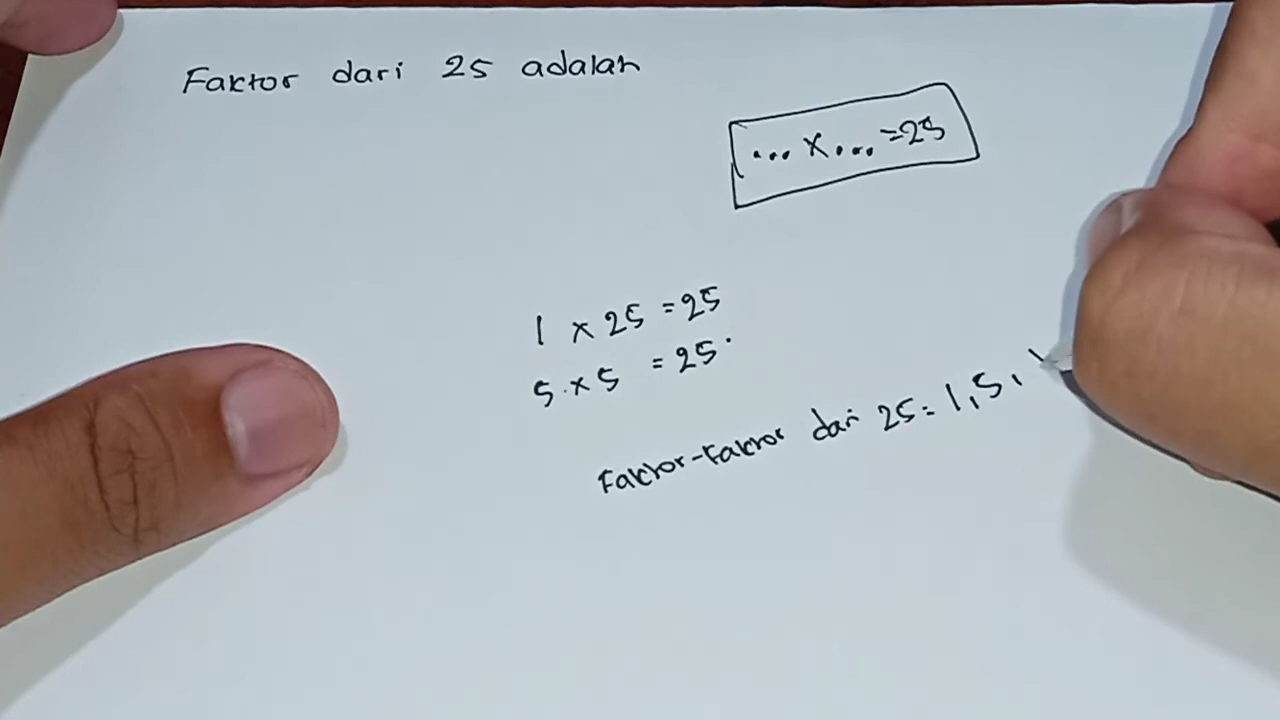 Faktor dari 25 adalah
... x ... = 25
1 x 25 = 25
5 . x 5 = 25 .
Faktor-Faktor dari 25 = 1, 5,